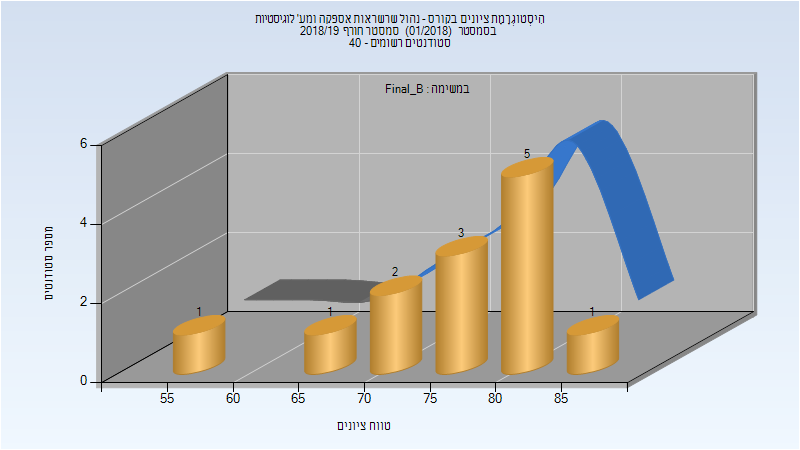 היסטוגרמת ציונים בקורס - נהול שרשראות אספקה ומע' לוגיסטיות
בסמסטר (01/2018) סמסטר חורף 2018/19
סטודנטים רשומים - 40
במשימה : Final_B
6
4
2
0
מספר סטודנטים
1
1
2
3
5
1
55
60
65
70
75
80
85
טווח ציונים